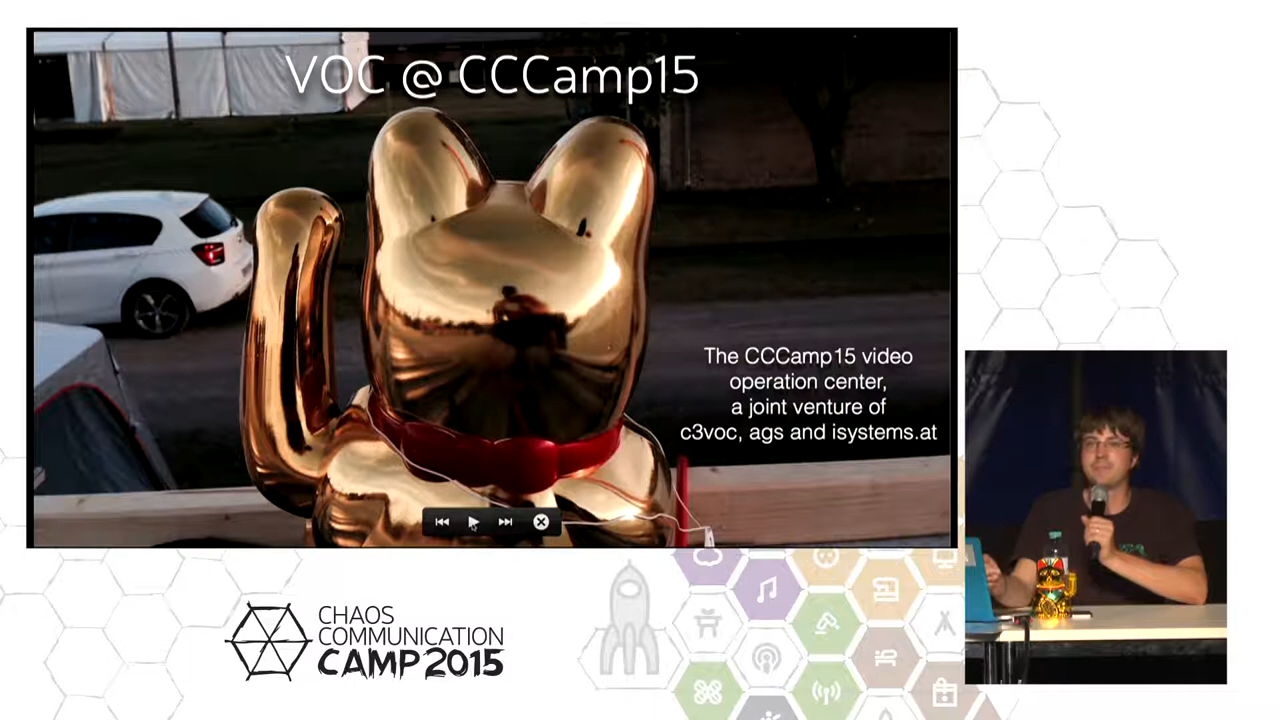 VOC @ CCCamp15
The CCCamp15 video
operation center,
a joint venture of
c3voc, ags and isystems.at
CHAOS
COMMUNICATION
CAMP 2015